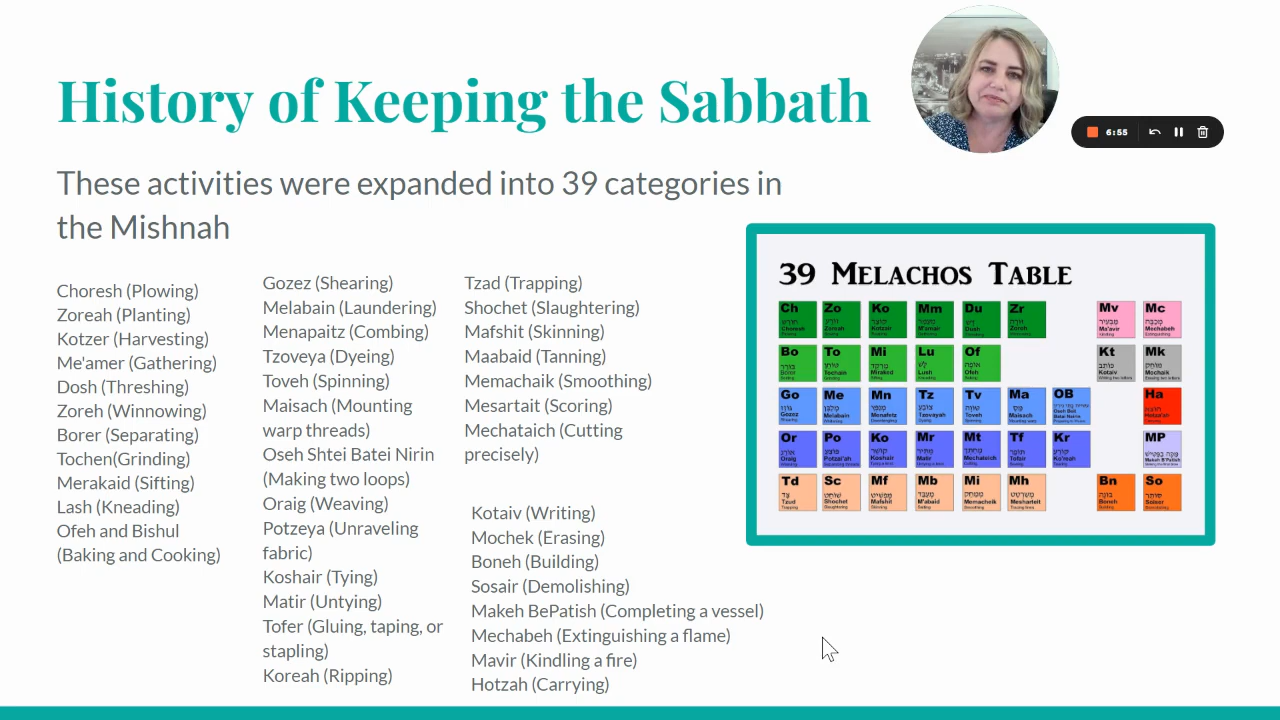 History of Keeping the Sabbath
6:55
These activities were expanded into 39 categories in
the Mishnah
Choresh (Plowing)
Zoreah (Planting)
Kotzer (Harvesting)
Me'amer (Gathering)
Dosh (Threshing)
Zoreh (Winnowing)
Borer (Separating)
Tochen(Grinding)
Merakaid (Sifting)
Lash (Kneading)
Ofeh and Bishul
(Baking and Cooking)
Gozez (Shearing)
Melabain (Laundering)
Menapaitz (Combing)
Tzoveya (Dyeing)
Toveh (Spinning)
Maisach (Mounting
warp threads)
Oseh Shtei Batei Nirin
(Making two loops)
Oraig (Weaving)
Potzeya (Unraveling
fabric)
Koshair (Tying)
Matir (Untying)
Tofer (Gluing, taping, or
stapling)
Koreah (Ripping)
Tzad (Trapping)
Shochet (Slaughtering)
Mafshit (Skinning)
Maabaid (Tanning)
Memachaik (Smoothing)
Mesartait (Scoring)
Mechataich (Cutting
precisely)
Kotaiv (Writing)
Mochek (Erasing)
Boneh (Building)
Sosair (Demolishing)
Makeh BePatish (Completing a vessel)
Mechabeh (Extinguishing a flame)
Mavir (Kindling a fire)
Hotzah (Carrying)
39 Melachos Table
Ch Zo Ko Mm Du Zr Mv Mc
Bo To Mi Lu Of Kt Mk
Go Me Mn Tz Tv Ma OB Ha
Or Po Ko Mr Mt Tf Kr MP
Td Sc Mf Mb Mi Mh Bn So